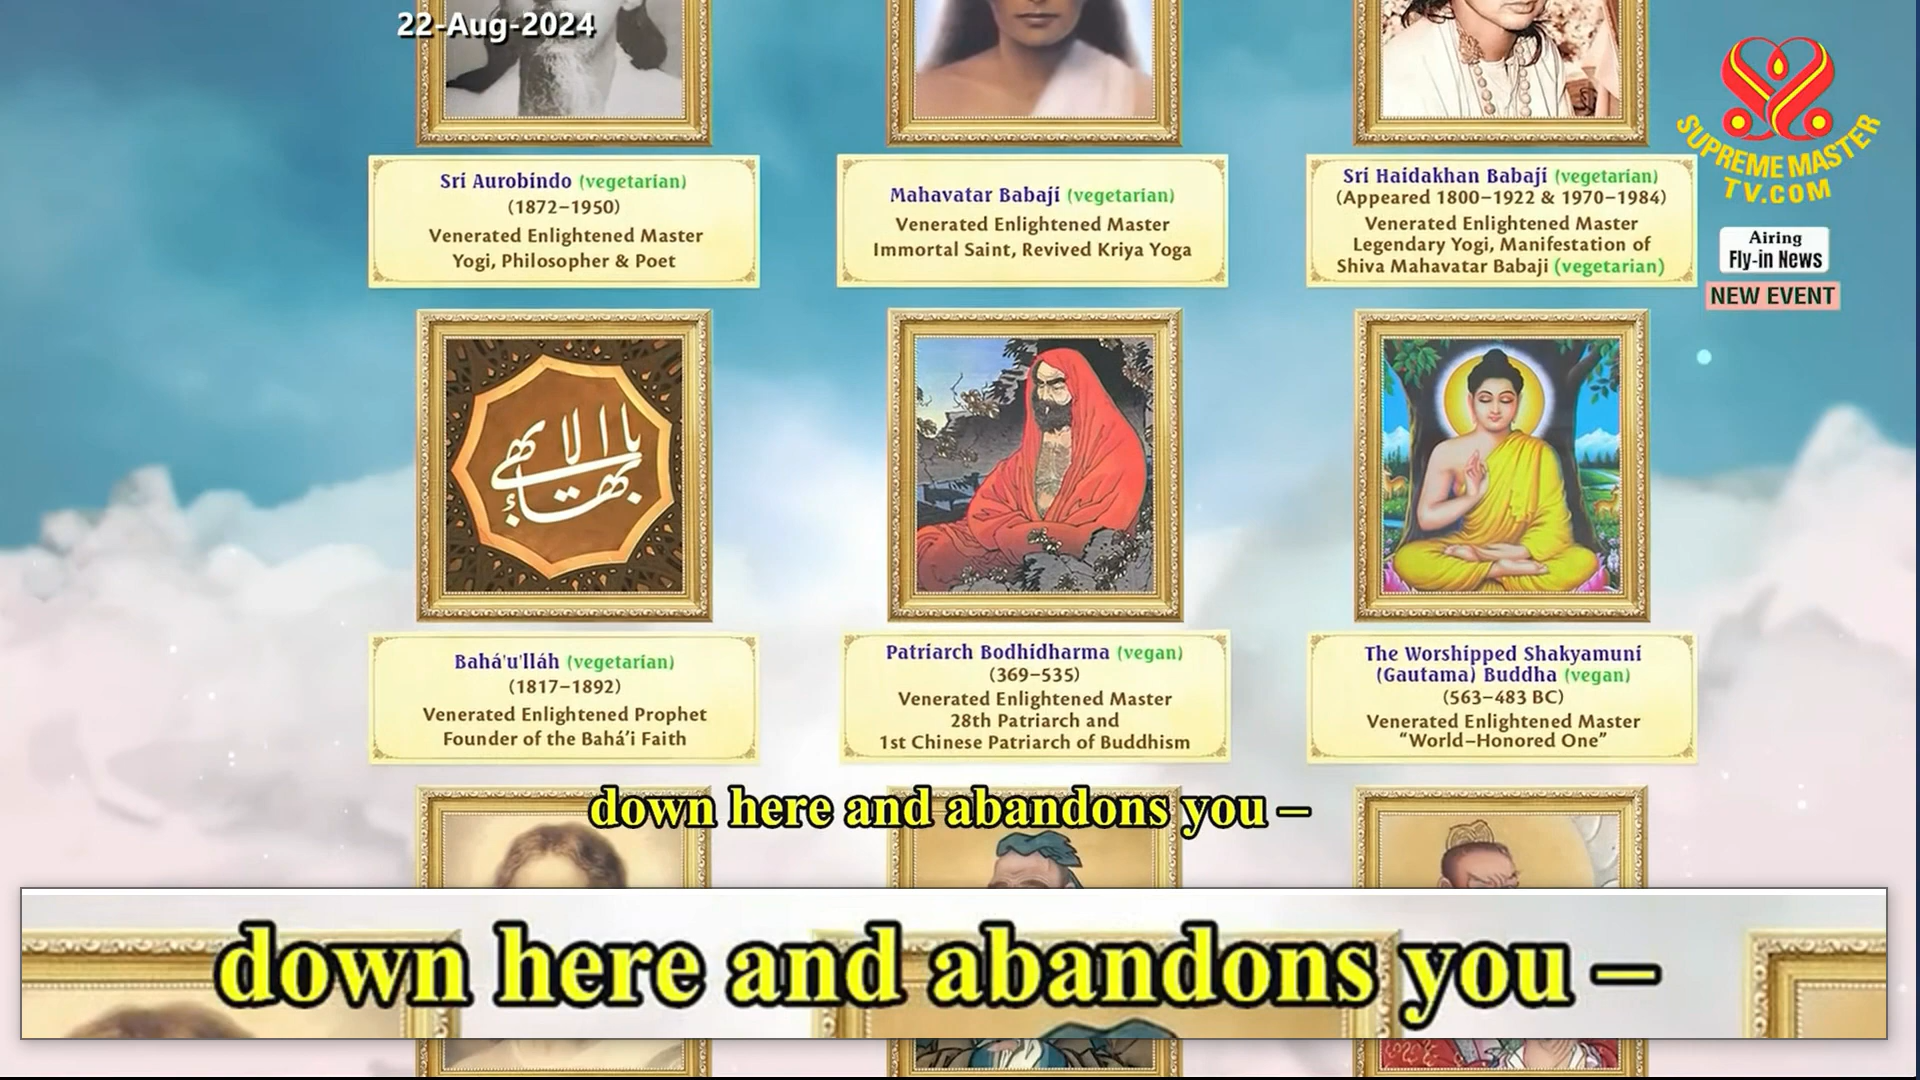 22-Aug-2024
SUPREME MASTER
TV.COM
Airing
Fly-in News
NEW EVENT
Sri Aurobindo (vegetarian)
(1872–1950)
Venerated Enlightened Master
Yogi, Philosopher & Poet
Mahavatar Babaji (vegetarian)
Venerated Enlightened Master
Immortal Saint, Revived Kriya Yoga
Sri Haidakhan Babaji (vegetarian)
(Appeared 1800–1922 & 1970–1984)
Venerated Enlightened Master
Legendary Yogi, Manifestation of
Shiva Mahavatar Babaji (vegetarian)
يا بهاء الابهى
Bahá'u'lláh (vegetarian)
(1817–1892)
Venerated Enlightened Prophet
Founder of the Bahá’i Faith
Patriarch Bodhidharma (vegan)
(369–535)
Venerated Enlightened Master
28th Patriarch and
1st Chinese Patriarch of Buddhism
The Worshipped Shakyamuni
(Gautama) Buddha (vegan)
(563–483 BC)
Venerated Enlightened Master
“World–Honored One”
down here and abandons you –
down here and abandons you –